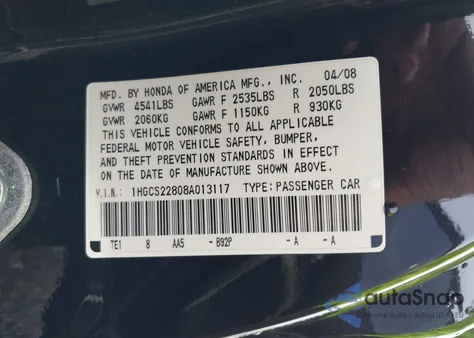 MFD. BY HONDA OF AMERICA MFG., INC. 04/08
GVWR 4541LBS GAWR F 2535LBS R 2050LBS
GVWR 2060KG GAWR F 1150KG R 930KG
THIS VEHICLE CONFORMS TO ALL APPLICABLE
FEDERAL MOTOR VEHICLE SAFETY, BUMPER,
AND THEFT PREVENTION STANDARDS IN EFFECT
ON THE DATE OF MANUFACTURE SHOWN ABOVE.
V.I.N.: 1HGCS22808A013117 TYPE:PASSENGER CAR
TE1 8 AA5 - B92P - A - A
autaSnao